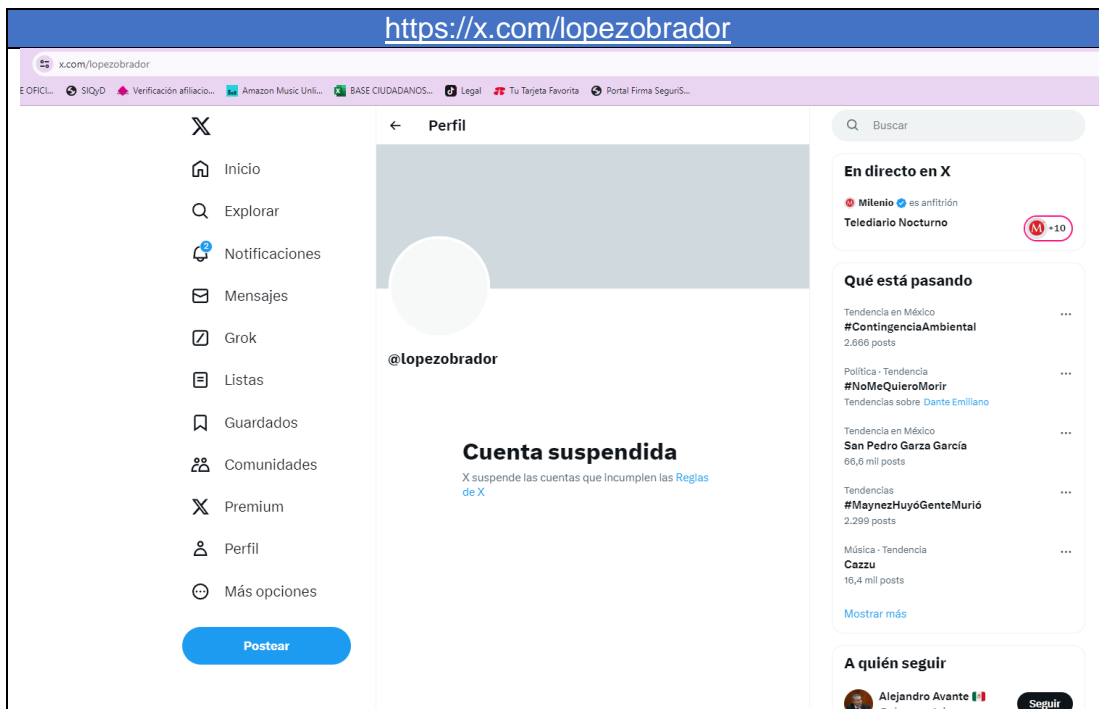 https://x.com/lopezobrador
x.com/lopezobrador
E OFICI... SIQyD Verificación afiliacio... Amazon Music Unli... BASE CIUDADANOS... Legal Tu Tarjeta Favorita Portal Firma SeguriS...
Inicio
Explorar
2
Notificaciones
Mensajes
Grok
Listas
Guardados
Comunidades
Premium
Perfil
Más opciones
Postear
Perfil
@lopezobrador
Cuenta suspendida
X suspende las cuentas que incumplen las Reglas
de X
Buscar
En directo en X
Milenio es anfitrión
Telediario Nocturno
+10
Qué está pasando
Tendencia en México
#ContingenciaAmbiental
2.666 posts
Política · Tendencia
#NoMeQuieroMorir
Tendencias sobre Dante Emiliano
Tendencia en México
San Pedro Garza García
66,6 mil posts
Tendencias
#MaynezHuyóGenteMurió
2.299 posts
Música · Tendencia
Cazzu
16,4 mil posts
Mostrar más
A quién seguir
Alejandro Avante
Seguir